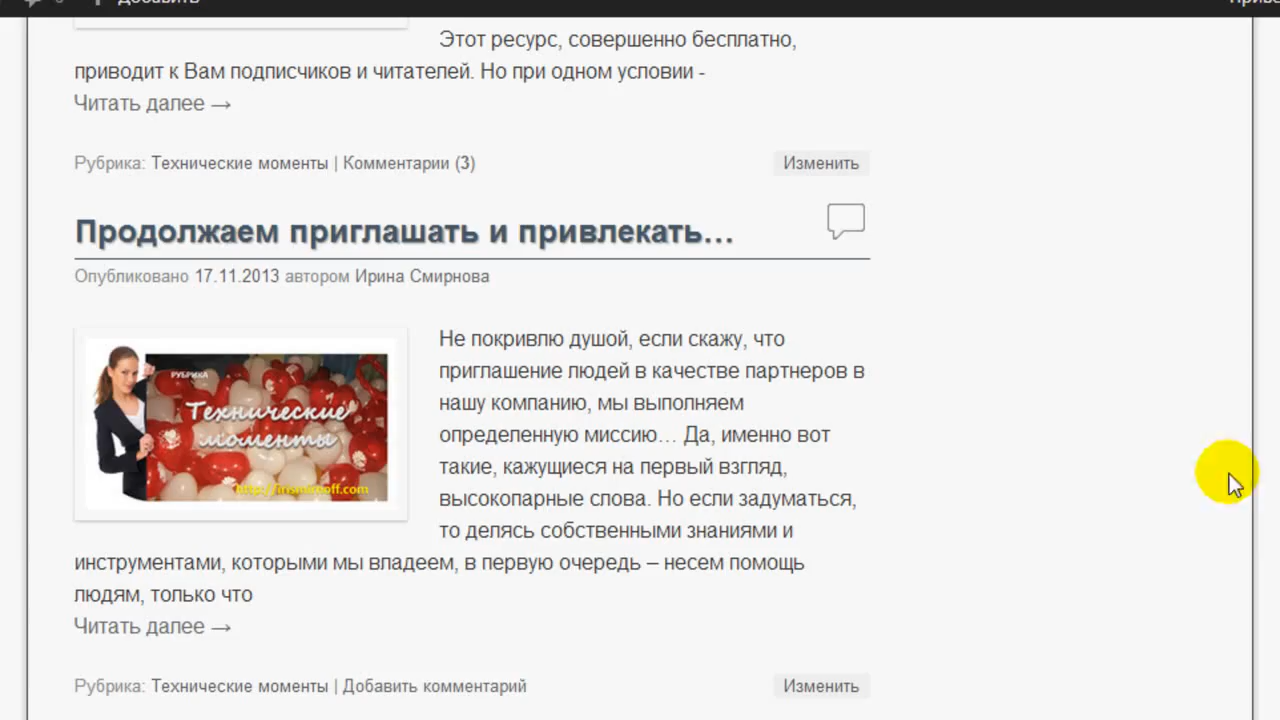 Добавить
Этот ресурс, совершенно бесплатно,
приводит к Вам подписчиков и читателей. Но при одном условии -
Читать далее →
Рубрика: Технические моменты | Комментарии (3)
Изменить
Продолжаем приглашать и привлекать…
Опубликовано 17.11.2013 автором Ирина Смирнова
РУБРИКА
Технические
моменты
Не покривлю душой, если скажу, что
приглашение людей в качестве партнеров в
нашу компанию, мы выполняем
определенную миссию… Да, именно вот
такие, кажущиеся на первый взгляд,
высокопарные слова. Но если задуматься,
то делясь собственными знаниями и
инструментами, которыми мы владеем, в первую очередь – несем помощь
людям, только что
Читать далее →
Рубрика: Технические моменты | Добавить комментарий
Изменить